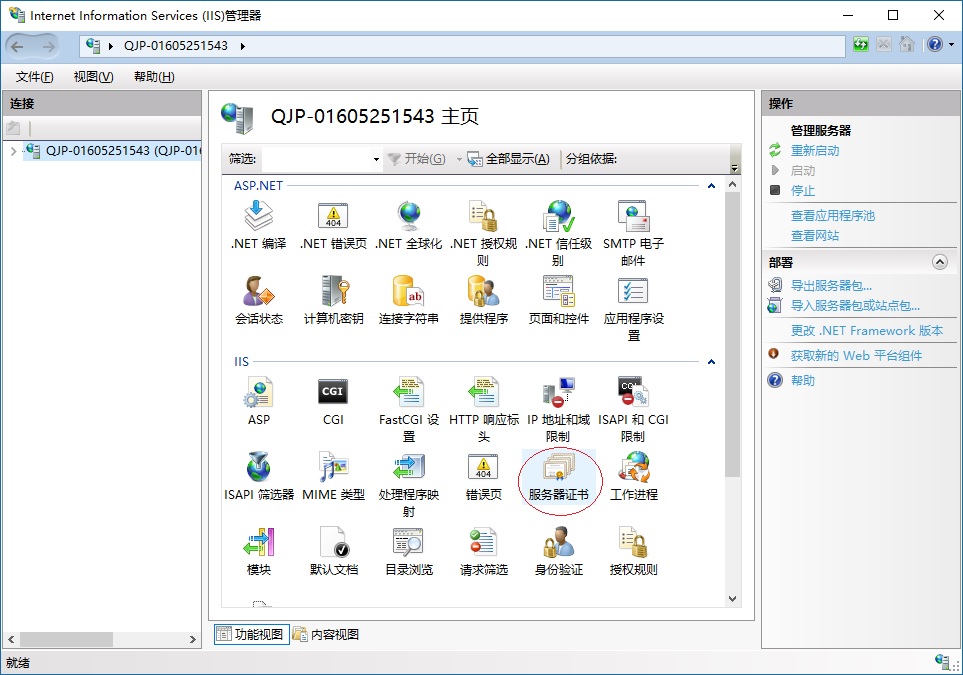 Internet Information Services (IIS)管理器
QJP-01605251543
文件(F) 视图(V) 帮助(H)
连接
QJP-01605251543 (QJP-016
QJP-01605251543 主页
筛选: 开始(G) 全部显示(A) 分组依据:
ASP.NET
.NET 编译 .NET 错误页 .NET 全球化 .NET 授权规则 .NET 信任级别 SMTP 电子邮件
会话状态 计算机密钥 连接字符串 提供程序 页面和控件 应用程序设置
404
ab
IIS
CGI
404
ASP CGI FastCGI 设置 HTTP 响应标头 IP 地址和域限制 ISAPI 和 CGI 限制
ISAPI 筛选器 MIME 类型 处理程序映射 错误页 服务器证书 工作进程
模块 默认文档 目录浏览 请求筛选 身份验证 授权规则
功能视图 内容视图
操作
管理服务器
重新启动
启动
停止
查看应用程序池
查看网站
部署
导出服务器包...
导入服务器包或站点包...
更改 .NET Framework 版本
获取新的 Web 平台组件
帮助
就绪